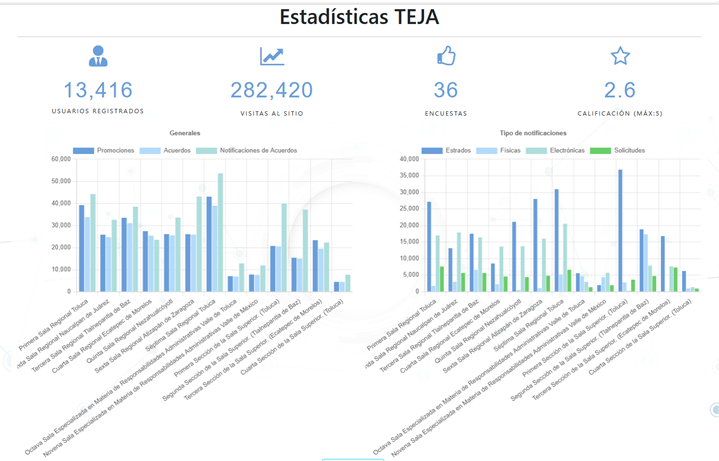 Estadísticas TEJA
13,416
USUARIOS REGISTRADOS
282,420
VISITAS AL SITIO
36
ENCUESTAS
2.6
CALIFICACIÓN (MÁX:5)
Generales
Promociones Acuerdos Notificaciones de Acuerdos
60,000
50,000
40,000
30,000
20,000
10,000
0
Primera Sala Regional Toluca
nda Sala Regional Naucalpan de Juárez
Tercera Sala Regional Tlalnepantla de Baz
Cuarta Sala Regional Ecatepec de Morelos
Quinta Sala Regional Nezahualcóyotl
Sexta Sala Regional Atizapán de Zaragoza
Séptima Sala Regional Toluca
Octava Sala Especializada en Materia de Responsabilidades Administrativas Valle de Toluca
Novena Sala Especializada en Materia de Responsabilidades Administrativas Valle de México
Primera Sección de la Sala Superior, (Toluca)
Segunda Sección de la Sala Superior, (Tlalnepantla de Baz)
Tercera Sección de la Sala Superior, (Ecatepec de Morelos)
Cuarta Sección de la Sala Superior, (Toluca)
Tipo de notificaciones
Estrados Físicas Electrónicas Solicitudes
40,000
35,000
30,000
25,000
20,000
15,000
10,000
5,000
0
Primera Sala Regional Toluca
nda Sala Regional Naucalpan de Juárez
Tercera Sala Regional Tlalnepantla de Baz
Cuarta Sala Regional Ecatepec de Morelos
Quinta Sala Regional Nezahualcóyotl
Sexta Sala Regional Atizapán de Zaragoza
Séptima Sala Regional Toluca
Octava Sala Especializada en Materia de Responsabilidades Administrativas Valle de Toluca
Novena Sala Especializada en Materia de Responsabilidades Administrativas Valle de México
Primera Sección de la Sala Superior, (Toluca)
Segunda Sección de la Sala Superior, (Tlalnepantla de Baz)
Tercera Sección de la Sala Superior, (Ecatepec de Morelos)
Cuarta Sección de la Sala Superior, (Toluca)